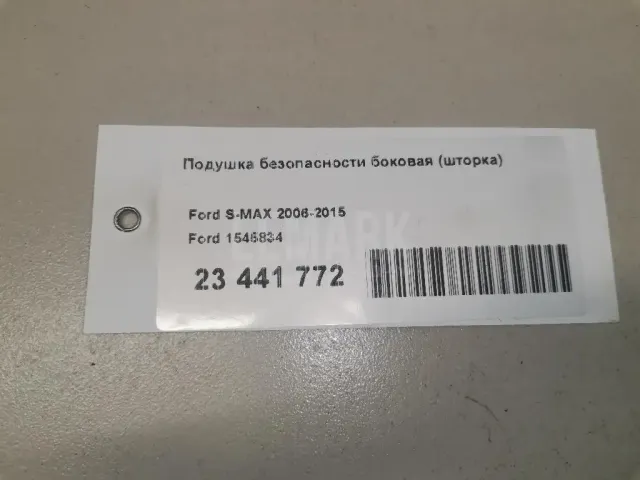 Подушка безопасности боковая (шторка)
Ford S-MAX 2006-2015
Ford 1546834
23 441 772